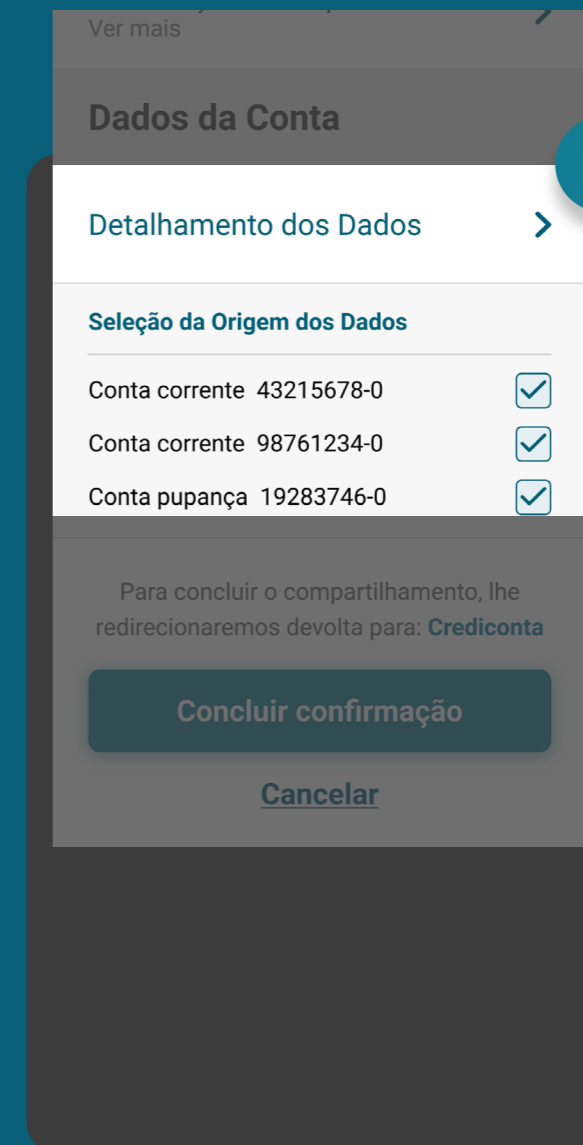 Ver mais
Dados da Conta
Detalhamento dos Dados
Seleção da Origem dos Dados
Conta corrente 43215678-0
Conta corrente 98761234-0
Conta pupança 19283746-0
Para concluir o compartilhamento, lhe
redirecionaremos devolta para: Crediconta
Concluir confirmação
Cancelar